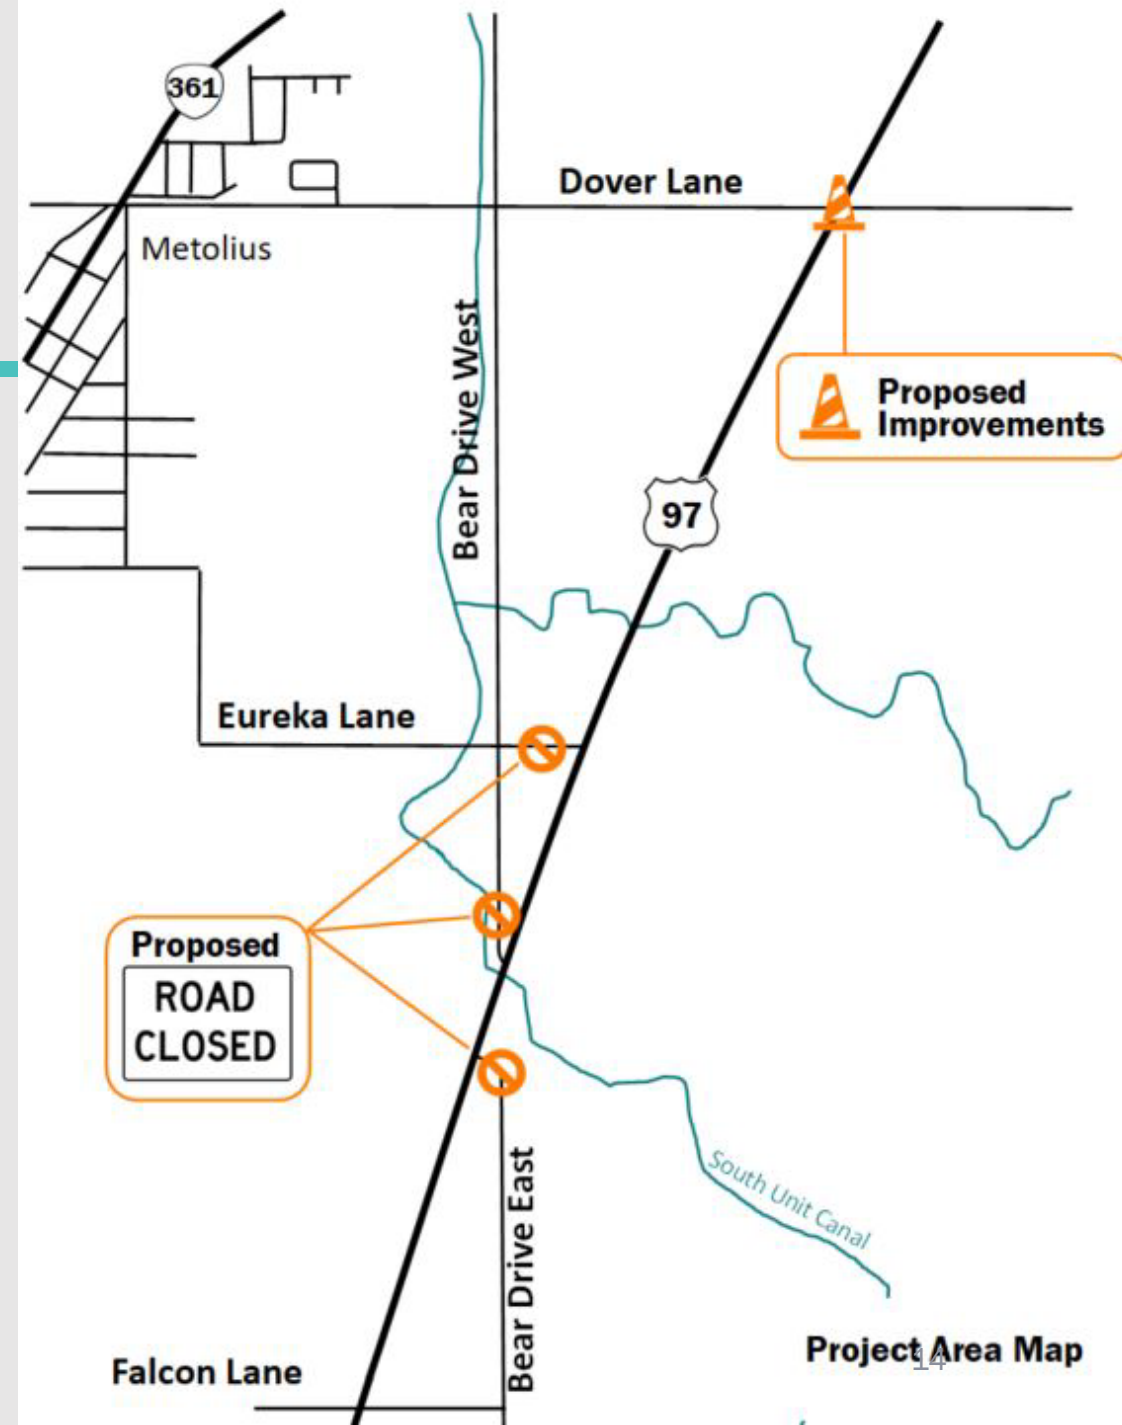 361
Dover Lane
Metolius
Bear Drive West
Proposed
Improvements
97
Eureka Lane
Proposed
ROAD
CLOSED
Bear Drive East
South Unit Canal
Project Area Map
14
Falcon Lane